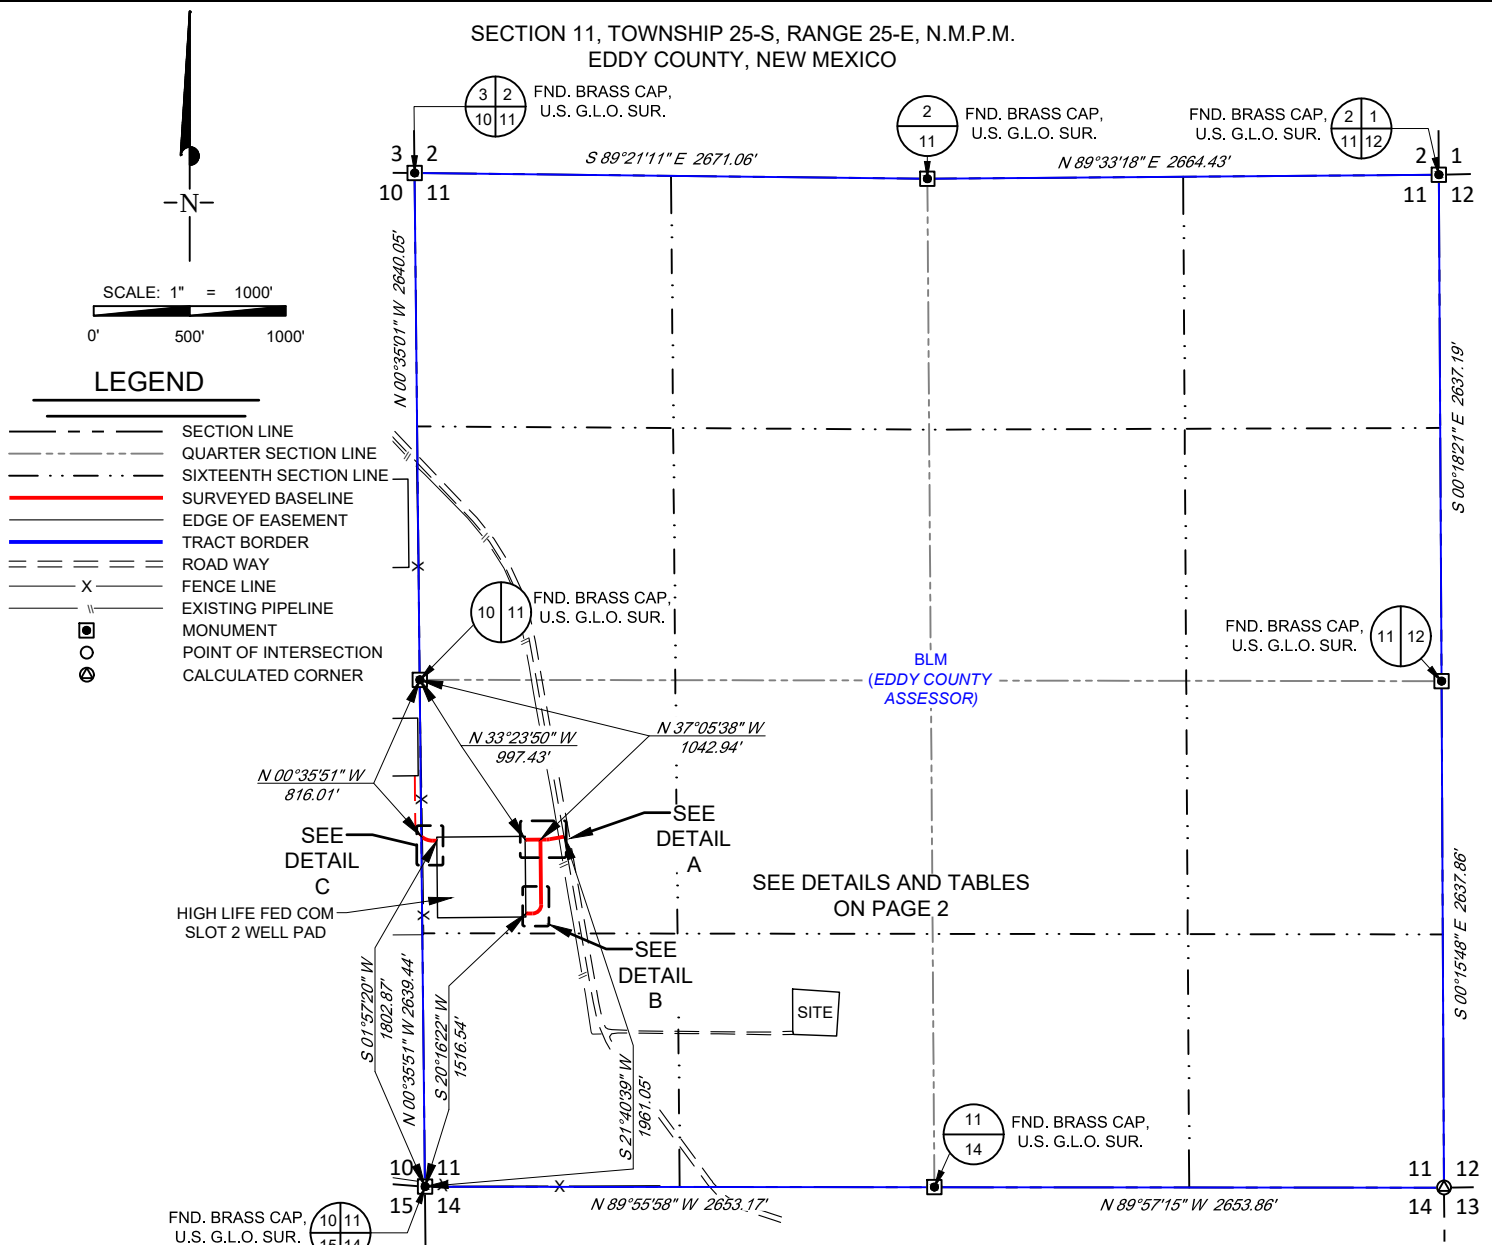 SECTION 11, TOWNSHIP 25-S, RANGE 25-E, N.M.P.M.
EDDY COUNTY, NEW MEXICO
3 2
10 11
FND. BRASS CAP,
U.S. G.L.O. SUR.
2
11
FND. BRASS CAP,
U.S. G.L.O. SUR.
FND. BRASS CAP,
U.S. G.L.O. SUR.
2 1
11 12
3 2
10 11
S 89°21'11" E 2671.06'
N 89°33'18" E 2664.43'
2 1
11 12
-N-
SCALE: 1" = 1000'
0' 500' 1000'
LEGEND
SECTION LINE
QUARTER SECTION LINE
SIXTEENTH SECTION LINE
SURVEYED BASELINE
EDGE OF EASEMENT
TRACT BORDER
ROAD WAY
X FENCE LINE
EXISTING PIPELINE
MONUMENT
POINT OF INTERSECTION
CALCULATED CORNER
N 00°35'01" W 2640.05'
S 00°18'21" E 2637.19'
X
10 11
FND. BRASS CAP,
U.S. G.L.O. SUR.
FND. BRASS CAP,
U.S. G.L.O. SUR.
11 12
BLM
(EDDY COUNTY
ASSESSOR)
N 33°23'50" W
997.43'
N 37°05'38" W
1042.94'
N 00°35'51" W
816.01'
X
SEE
DETAIL
C
SEE
DETAIL
A
SEE DETAILS AND TABLES
ON PAGE 2
HIGH LIFE FED COM
SLOT 2 WELL PAD
X
SEE
DETAIL
B
SITE
S 01°57'20" W
1802.87'
N 00°35'51" W 2639.44'
S 20°16'22" W
1516.54'
S 21°40'39" W
1961.05'
S 00°15'48" E 2637.86'
11
14
FND. BRASS CAP,
U.S. G.L.O. SUR.
10 11
15 14
X
X
N 89°55'58" W 2653.17'
N 89°57'15" W 2653.86'
11 12
14 13
FND. BRASS CAP,
U.S. G.L.O. SUR.
10 11
15 14